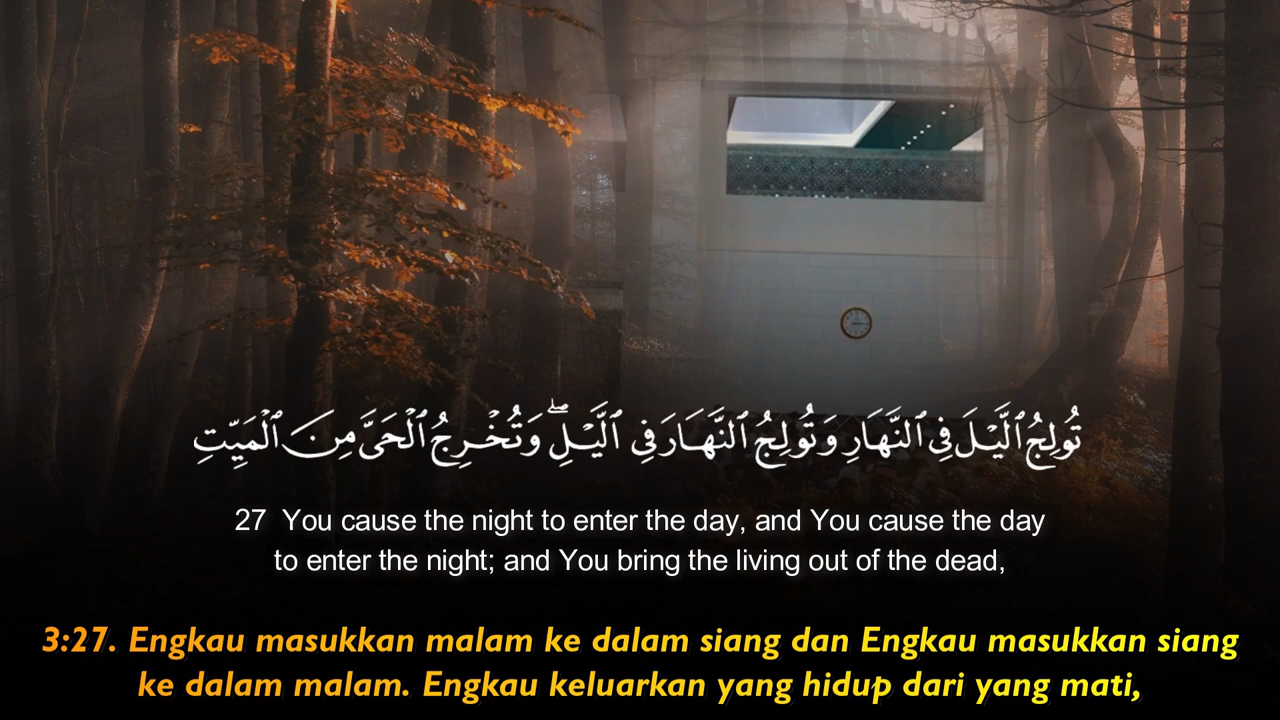 تُولِجُ ٱلَّيْلَ فِى ٱلنَّهَارِ وَتُولِجُ ٱلنَّهَارَ فِى ٱلَّيْلِ ۖ وَتُخْرِجُ ٱلْحَىَّ مِنَ ٱلْمَيِّتِ
27 You cause the night to enter the day, and You cause the day
to enter the night; and You bring the living out of the dead,
3:27. Engkau masukkan malam ke dalam siang dan Engkau masukkan siang
ke dalam malam. Engkau keluarkan yang hidup dari yang mati,